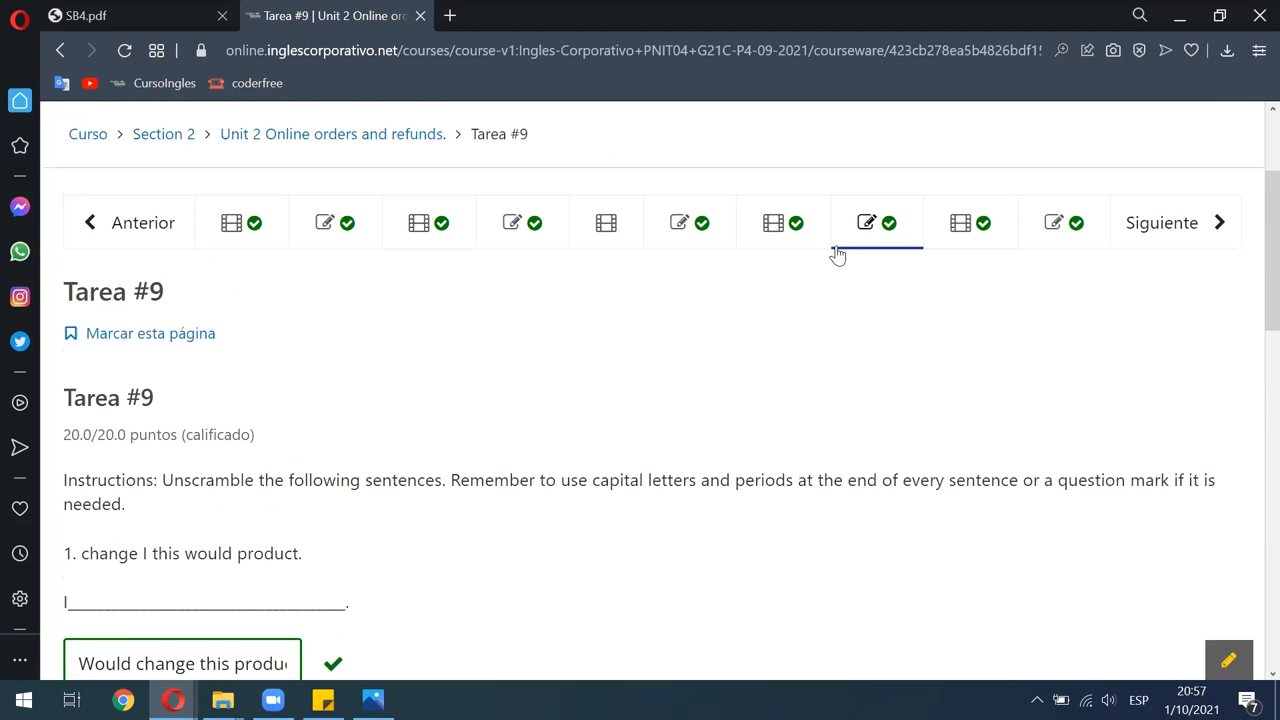 SB4.pdf
Tarea #9 | Unit 2 Online or
online.inglescorporativo.net/courses/course-v1:Ingles-Corporativo+PNIT04+G21C-P4-09-2021/courseware/423cb278ea5b4826bdf15
CursoIngles
coderfree
Curso > Section 2 > Unit 2 Online orders and refunds. > Tarea #9
Anterior
Siguiente
Tarea #9
Marcar esta página
Tarea #9
20.0/20.0 puntos (calificado)
Instructions: Unscramble the following sentences. Remember to use capital letters and periods at the end of every sentence or a question mark if it is
needed.
1. change I this would product.
I__________________________________.
Would change this produc
ESP
20:57
1/10/2021
7